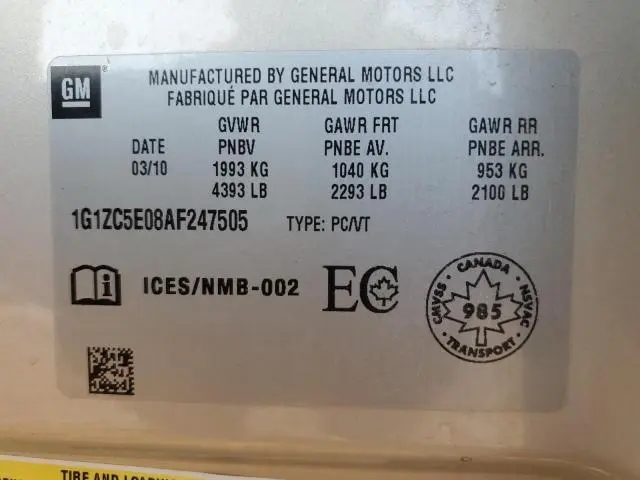 GM
MANUFACTURED BY GENERAL MOTORS LLC
FABRIQUÉ PAR GENERAL MOTORS LLC
GVWR GAWR FRT GAWR RR
DATE PNBV PNBE AV. PNBE ARR.
03/10 1993 KG 1040 KG 953 KG
4393 LB 2293 LB 2100 LB
1G1ZC5E08AF247505 TYPE: PC/VT
i ICES/NMB-002 EC
CMVSS · CANADA · NSVAC · TRANSPORT ·
985
TIRE AND